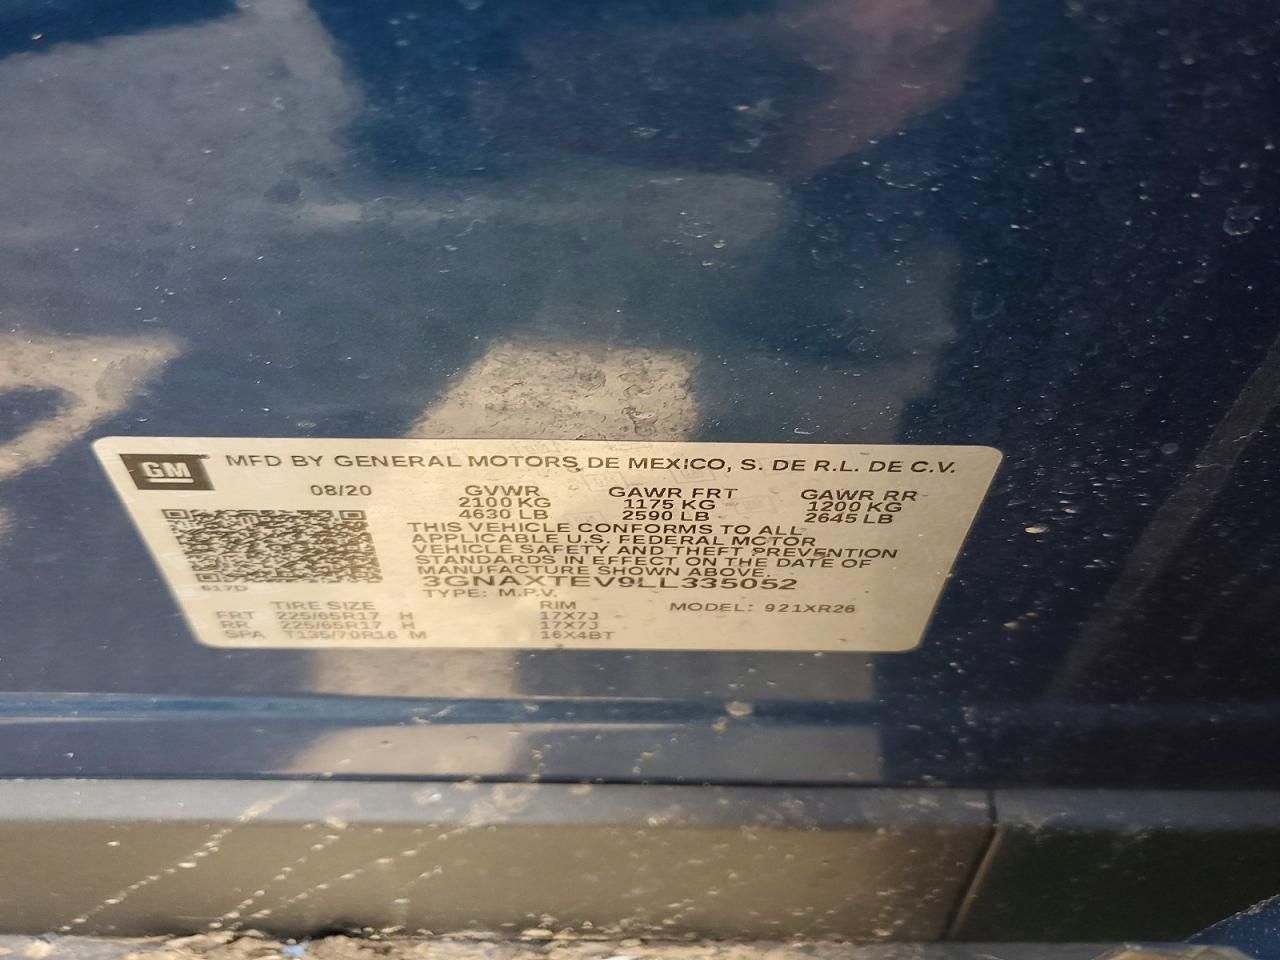 GM MFD BY GENERAL MOTORS DE MEXICO, S. DE R.L. DE C.V.
08/20 GVWR GAWR FRT GAWR RR
2100 KG 1175 KG 1200 KG
4630 LB 2590 LB 2645 LB
THIS VEHICLE CONFORMS TO ALL
APPLICABLE U.S. FEDERAL MOTOR
VEHICLE SAFETY AND THEFT PREVENTION
STANDARDS IN EFFECT ON THE DATE OF
MANUFACTURE SHOWN ABOVE.
617D 3GNAXTEV9LL335052
TYPE: M.P.V.
TIRE SIZE RIM MODEL: 921XR26
FRT 225/65R17 H 17X7J
RR 225/65R17 H 17X7J
SPA T135/70R16 M 16X4BT